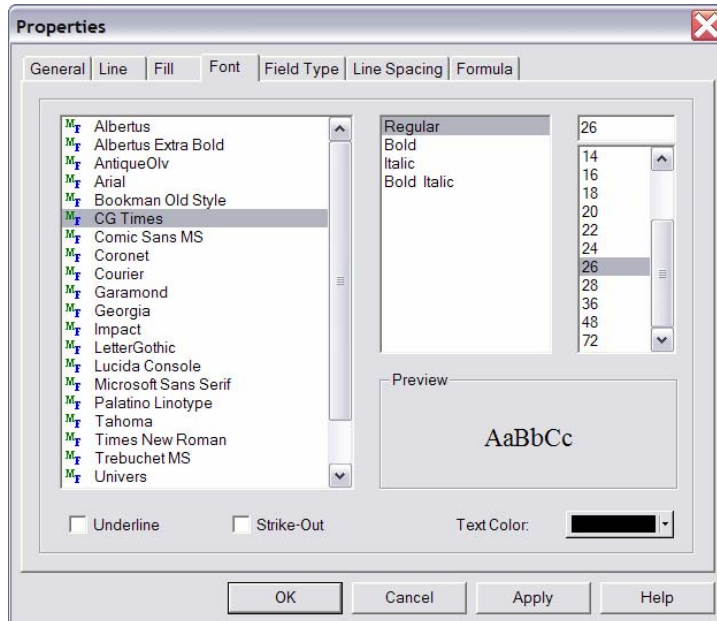 Properties
General Line Fill Font Field Type Line Spacing Formula
Albertus
Albertus Extra Bold
AntiqueOlv
Arial
Bookman Old Style
CG Times
Comic Sans MS
Coronet
Courier
Garamond
Georgia
Impact
LetterGothic
Lucida Console
Microsoft Sans Serif
Palatino Linotype
Tahoma
Times New Roman
Trebuchet MS
Univers
Regular
Bold
Italic
Bold Italic
26
14
16
18
20
22
24
26
28
36
48
72
Preview
AaBbCc
Underline Strike-Out Text Color:
OK Cancel Apply Help